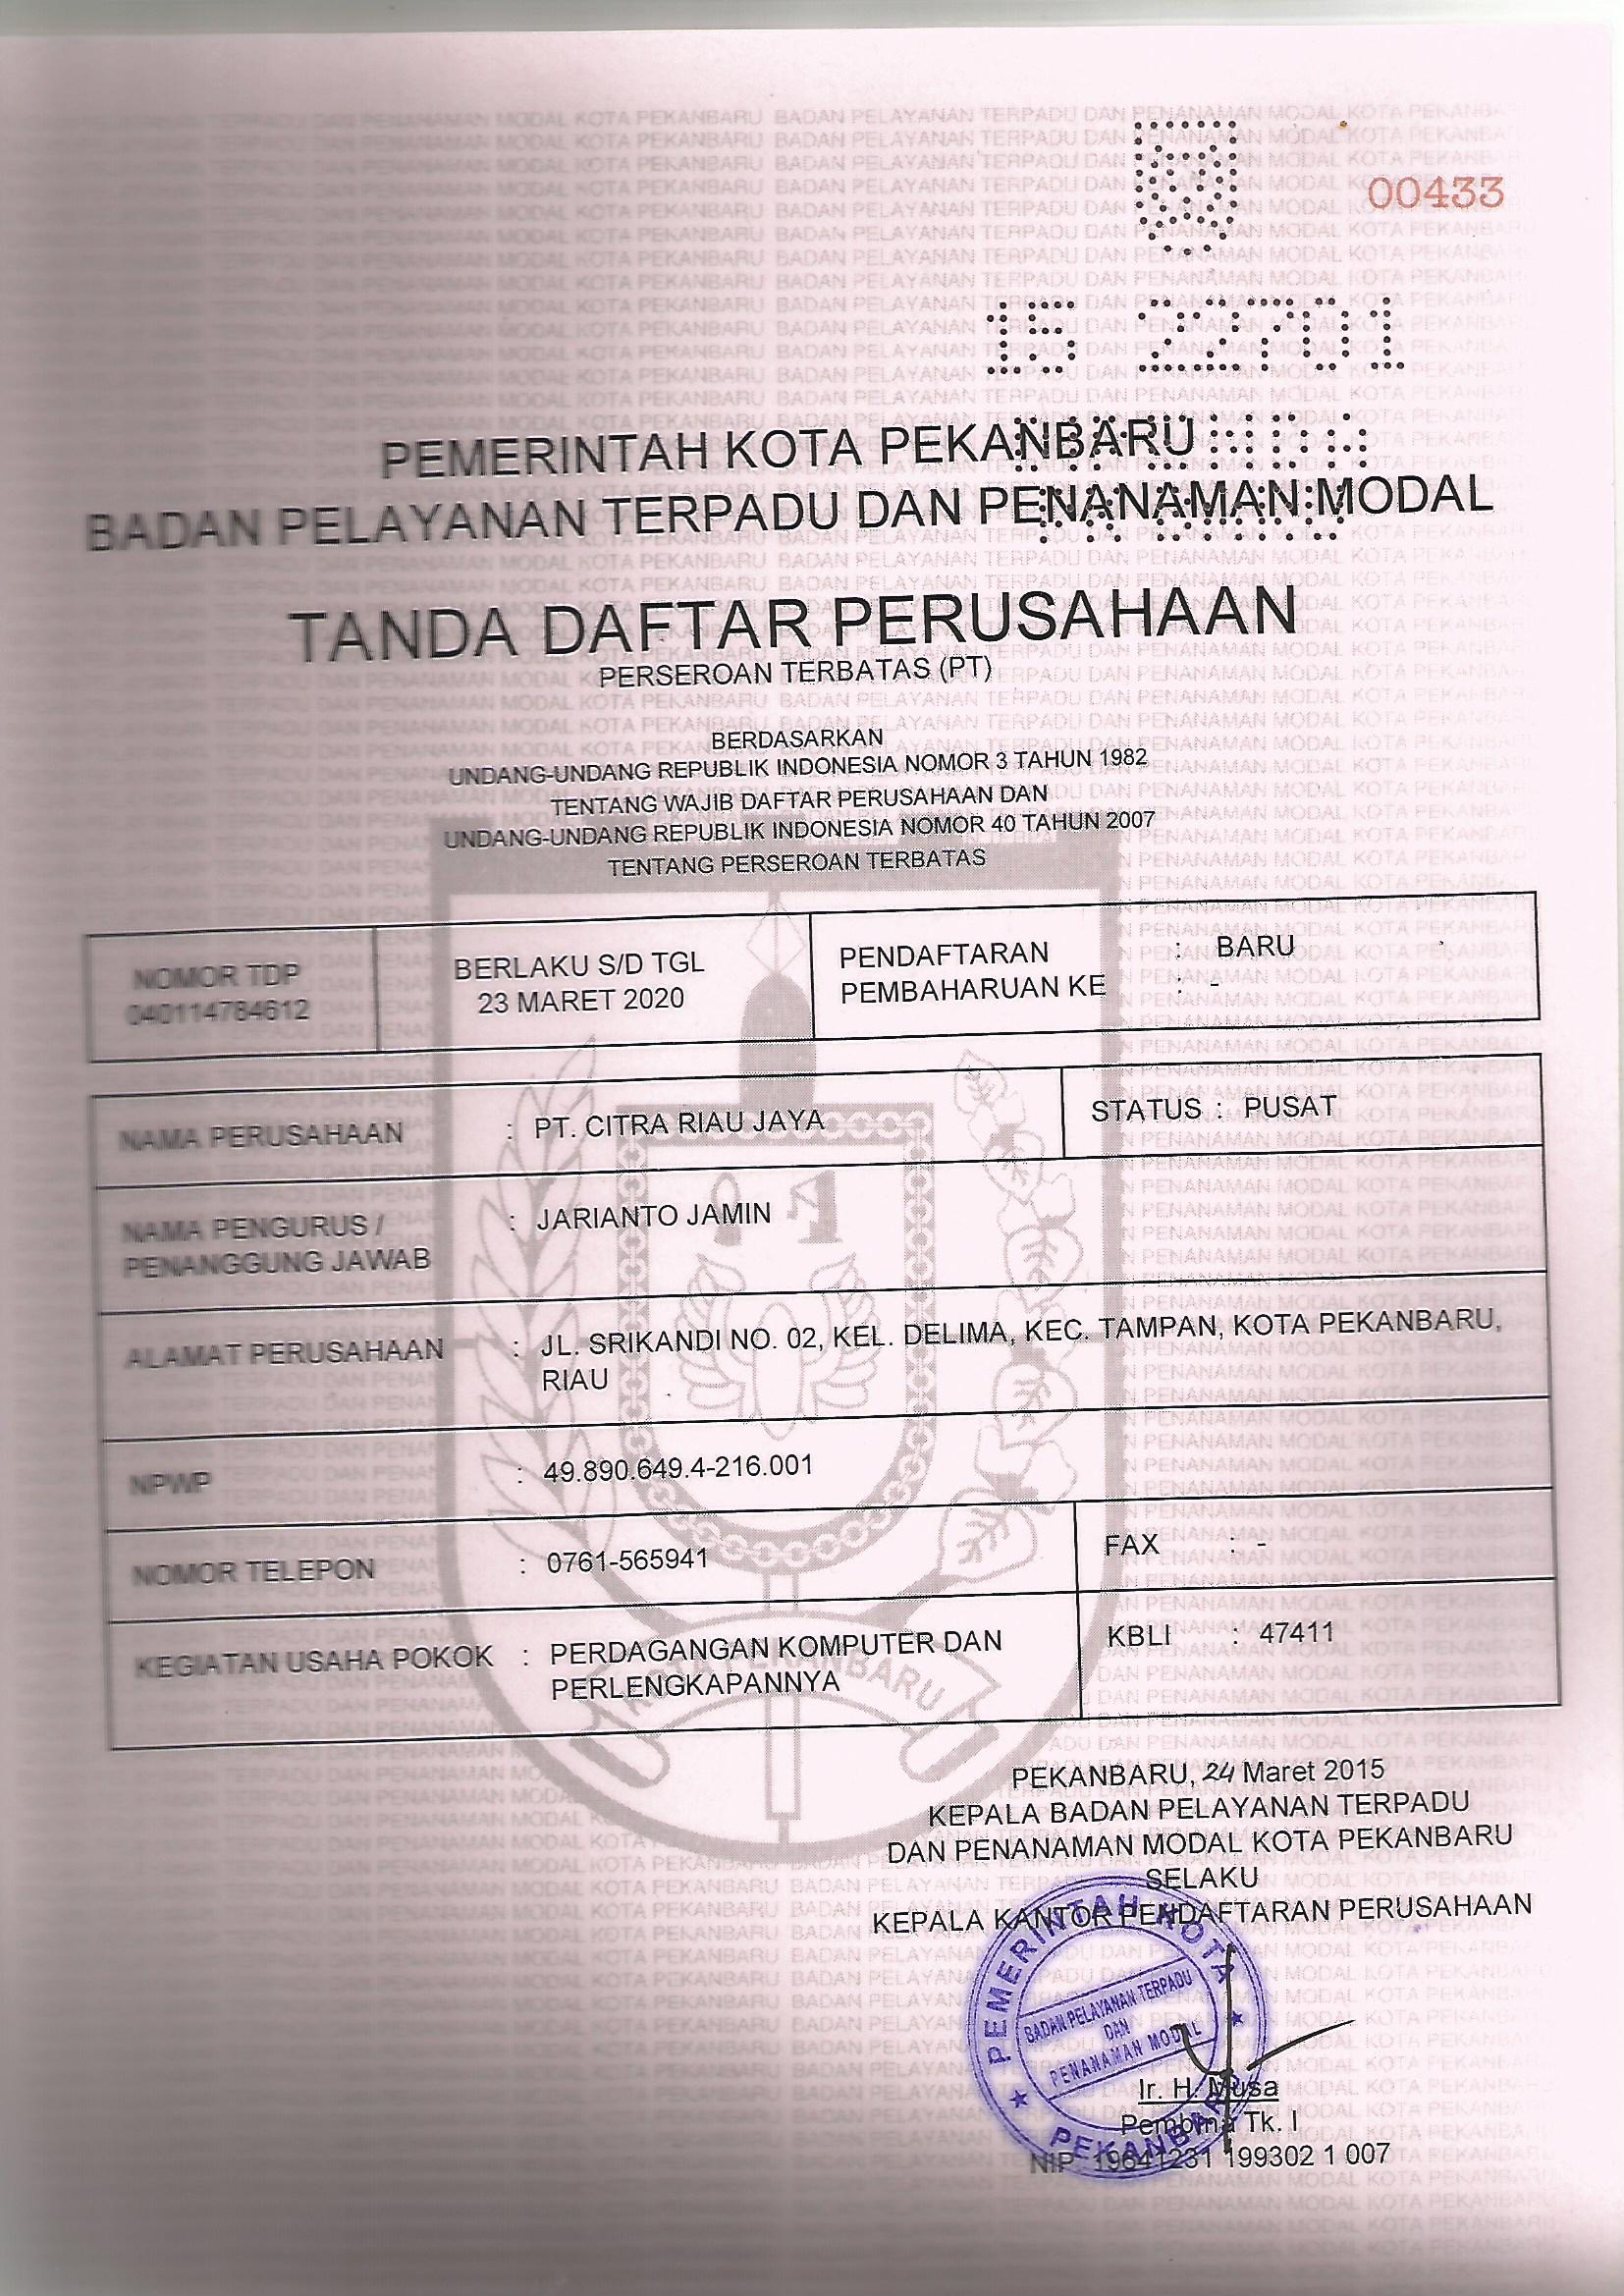 00433
PEMERINTAH KOTA PEKANBARU
BADAN PELAYANAN TERPADU DAN PENANAMAN MODAL
TANDA DAFTAR PERUSAHAAN
PERSEROAN TERBATAS (PT)
BERDASARKAN
UNDANG-UNDANG REPUBLIK INDONESIA NOMOR 3 TAHUN 1982
TENTANG WAJIB DAFTAR PERUSAHAAN DAN
UNDANG-UNDANG REPUBLIK INDONESIA NOMOR 40 TAHUN 2007
TENTANG PERSEROAN TERBATAS
NOMOR TDP
040114784612
BERLAKU S/D TGL
23 MARET 2020
PENDAFTARAN : BARU
PEMBAHARUAN KE : -
NAMA PERUSAHAAN : PT. CITRA RIAU JAYA
STATUS : PUSAT
NAMA PENGURUS / : JARIANTO JAMIN
PENANGGUNG JAWAB
ALAMAT PERUSAHAAN : JL. SRIKANDI NO. 02, KEL. DELIMA, KEC. TAMPAN, KOTA PEKANBARU,
RIAU
NPWP : 49.890.649.4-216.001
NOMOR TELEPON : 0761-565941
FAX : -
KEGIATAN USAHA POKOK : PERDAGANGAN KOMPUTER DAN
PERLENGKAPANNYA
KBLI : 47411
PEKANBARU, 24 Maret 2015
KEPALA BADAN PELAYANAN TERPADU
DAN PENANAMAN MODAL KOTA PEKANBARU
SELAKU
KEPALA KANTOR PENDAFTARAN PERUSAHAAN
PEMERINTAH KOTA
BADAN PELAYANAN TERPADU
DAN
PENANAMAN MODAL
PEKANBARU
Ir. H. Musa
Pembina Tk. I
NIP. 19641231 199302 1 007